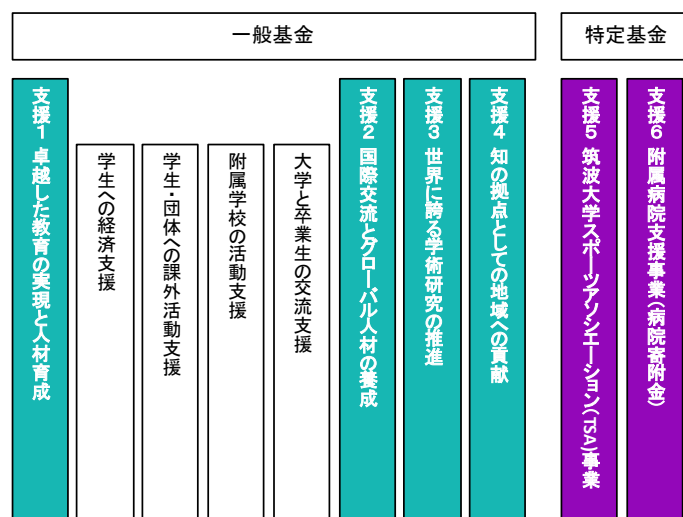 一般基金
特定基金
支援1 卓越した教育の実現と人材育成
学生への経済支援
学生・団体への課外活動支援
附属学校の活動支援
大学と卒業生の交流支援
支援2 国際交流とグローバル人材の養成
支援3 世界に誇る学術研究の推進
支援4 知の拠点としての地域への貢献
支援5 筑波大学スポーツアソシエーション(TSA)事業
支援6 附属病院支援事業(病院寄附金)